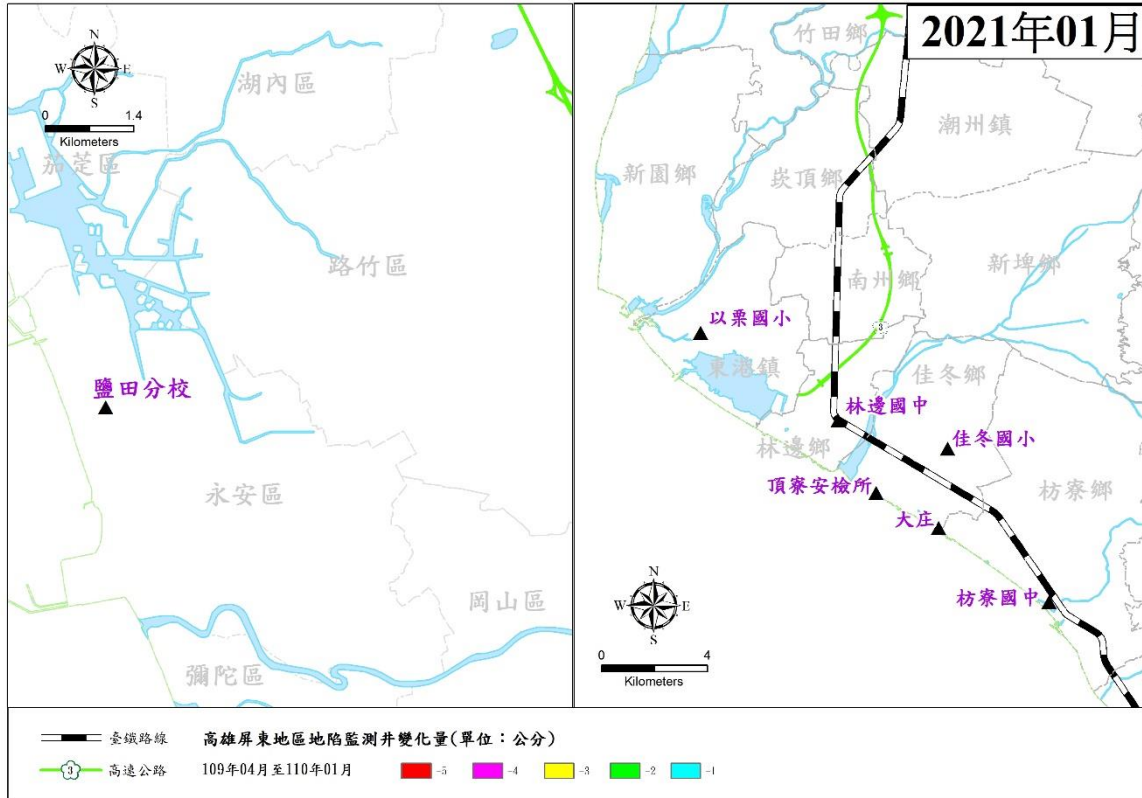 2021年01月
N
W
E
S
0
1.4
Kilometers
湖內區
茄萣區
路竹區
鹽田分校
永安區
岡山區
彌陀區
竹田鄉
潮州鎮
新園鄉
崁頂鄉
南州鄉
新埤鄉
3
以栗國小
東港鎮
佳冬鄉
林邊國中
林邊鄉
佳冬國小
頂寮安檢所
枋寮鄉
大庄
枋寮國中
N
W
E
S
0
4
Kilometers
臺鐵路線
高雄屏東地區地陷監測井變化量(單位：公分)
3
高速公路
109年04月至110年01月
-5
-4
-3
-2
-1